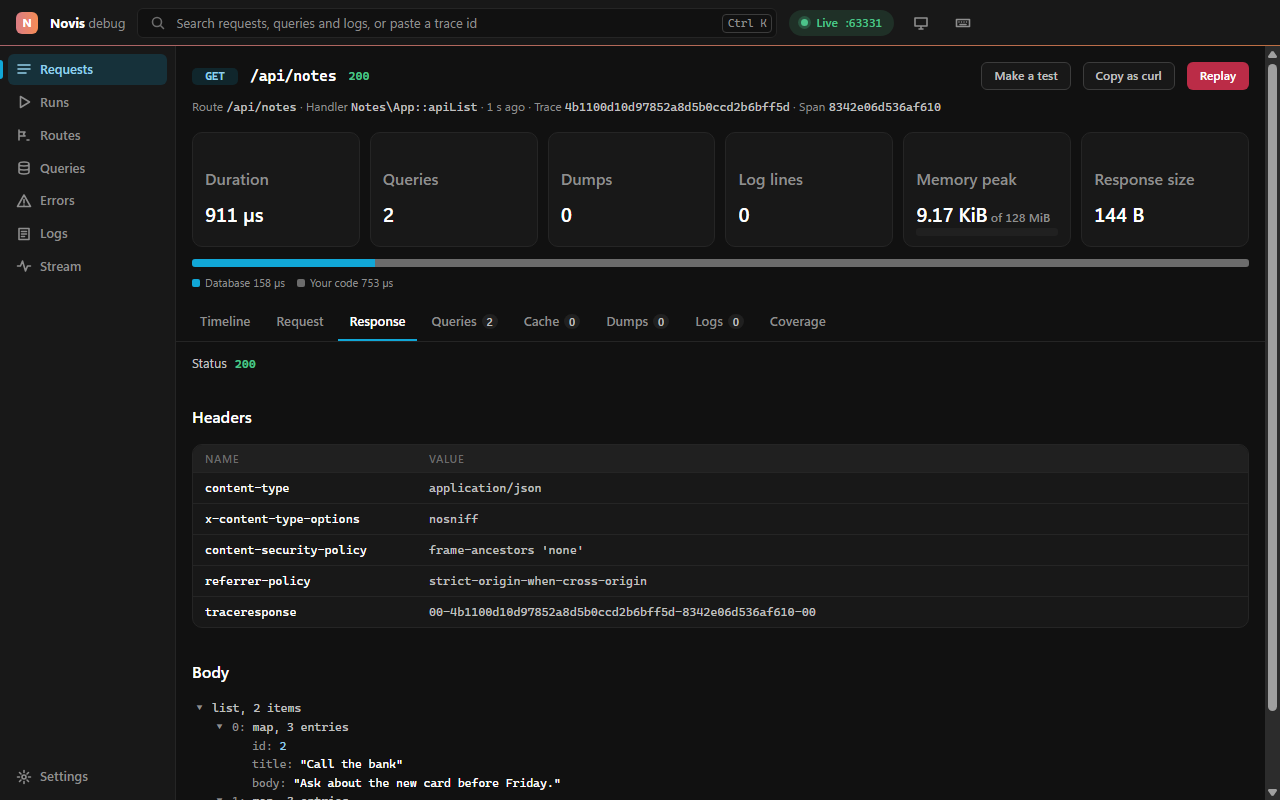 N Novis debug
Search requests, queries and logs, or paste a trace id
Ctrl K
Live :63331
Requests
Runs
Routes
Queries
Errors
Logs
Stream
Settings
GET /api/notes 200
Make a test
Copy as curl
Replay
Route /api/notes · Handler Notes\App::apiList · 1 s ago · Trace 4b1100d10d97852a8d5b0ccd2b6bff5d · Span 8342e06d536af610
Duration
911 µs
Queries
2
Dumps
0
Log lines
0
Memory peak
9.17 KiB of 128 MiB
Response size
144 B
Database 158 µs Your code 753 µs
Timeline Request Response Queries 2 Cache 0 Dumps 0 Logs 0 Coverage
Status 200
Headers
NAME VALUE
content-type application/json
x-content-type-options nosniff
content-security-policy frame-ancestors 'none'
referrer-policy strict-origin-when-cross-origin
traceresponse 00-4b1100d10d97852a8d5b0ccd2b6bff5d-8342e06d536af610-00
Body
list, 2 items
0: map, 3 entries
id: 2
title: "Call the bank"
body: "Ask about the new card before Friday."